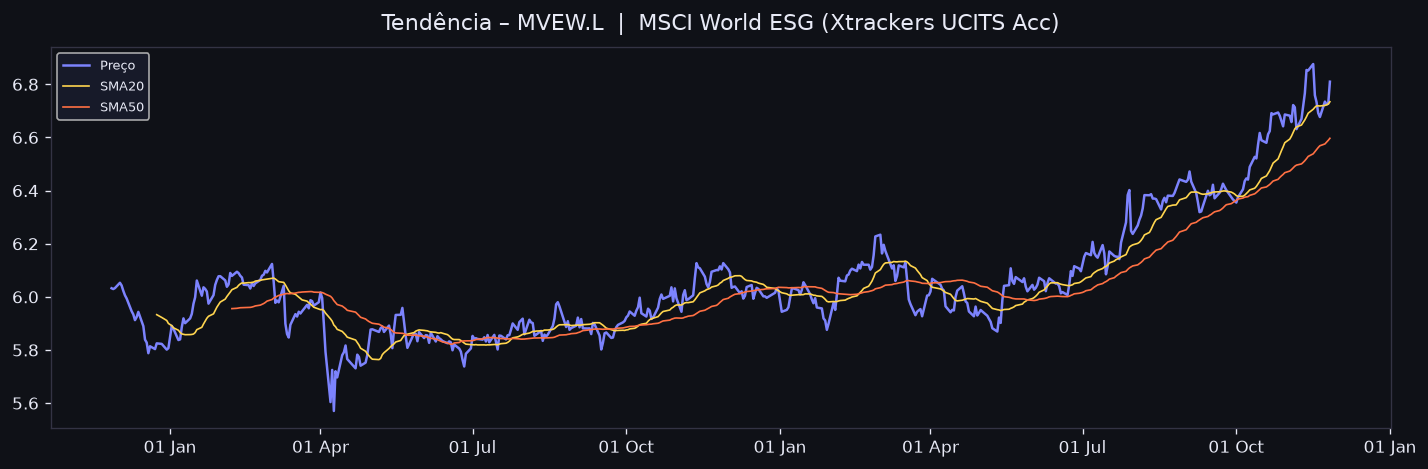 Tendência – MVEW.L | MSCI World ESG (Xtrackers UCITS Acc)
Preço
SMA20
SMA50
6.8
6.6
6.4
6.2
6.0
5.8
5.6
01 Jan
01 Apr
01 Jul
01 Oct
01 Jan
01 Apr
01 Jul
01 Oct
01 Jan